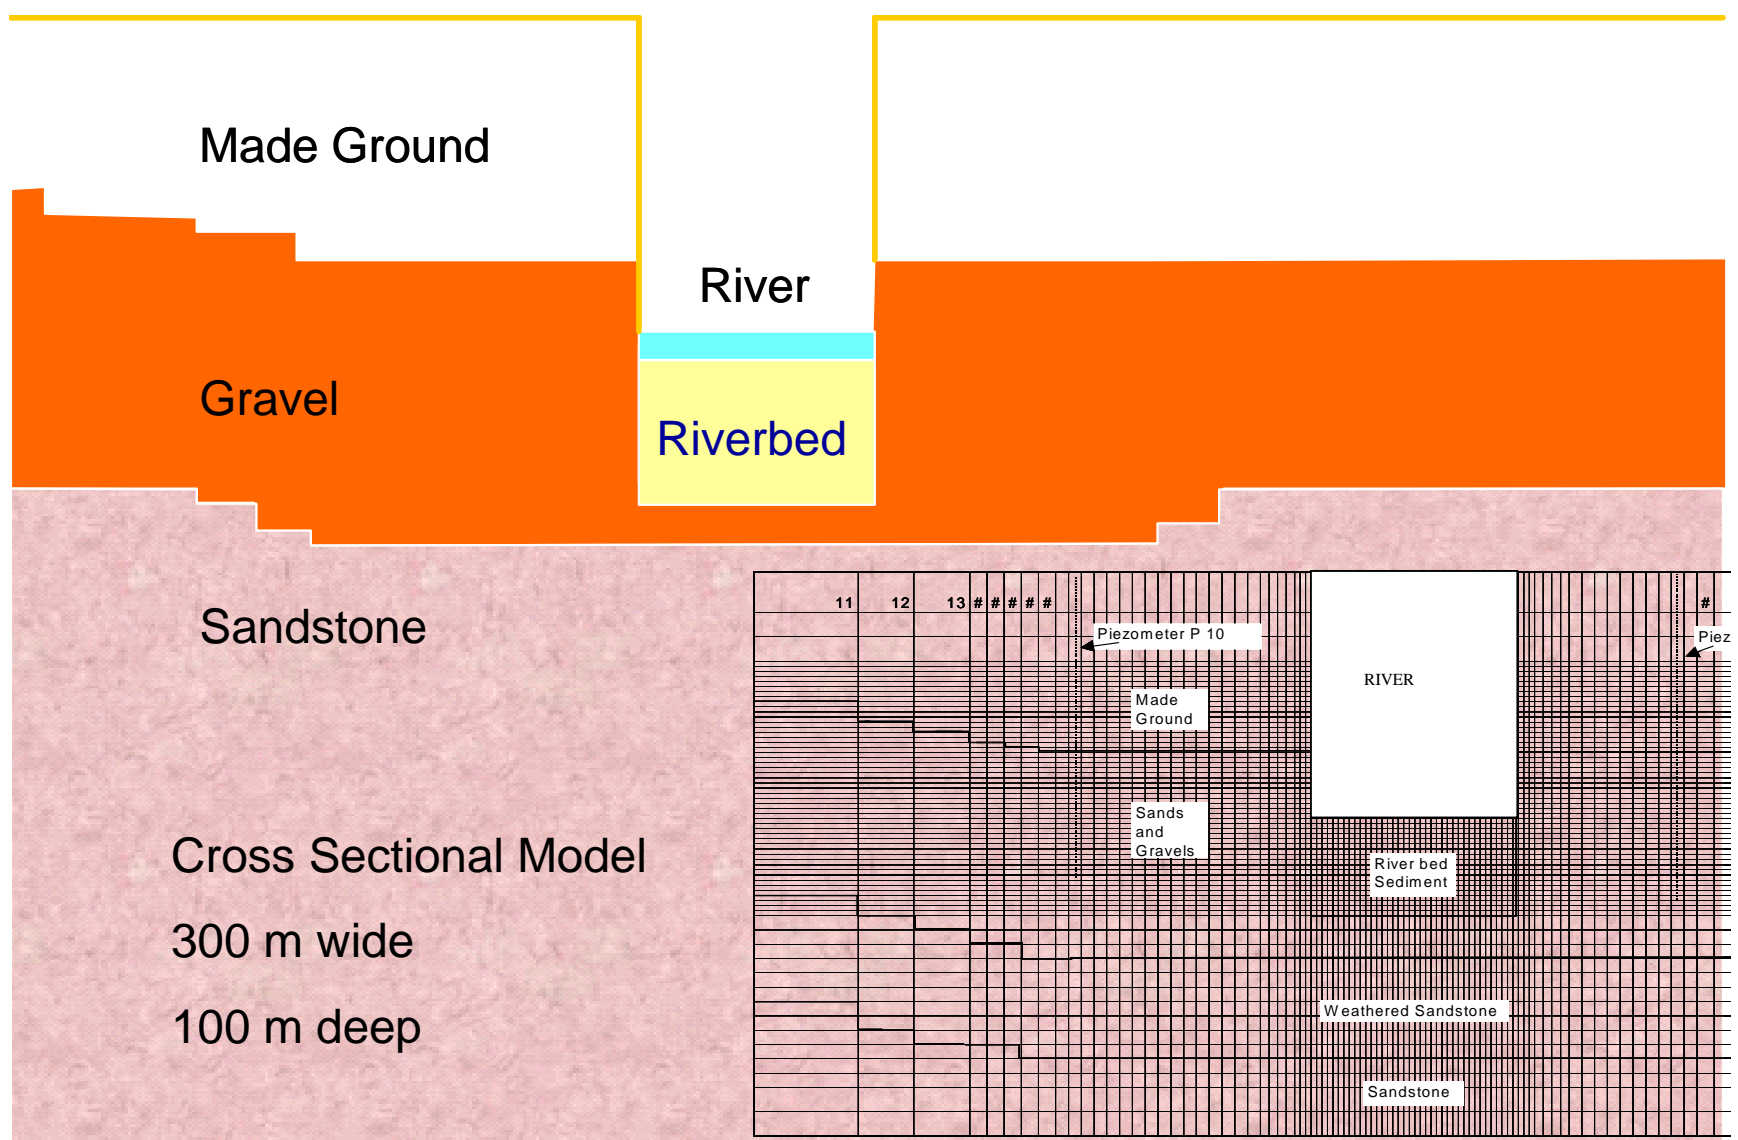 Made Ground
River
Gravel
Riverbed
Sandstone
Cross Sectional Model
300 m wide
100 m deep
11 12 13 # # # # # #
Piezometer P 10
Piez
RIVER
Made
Ground
Sands
and
Gravels
River bed
Sediment
Weathered Sandstone
Sandstone